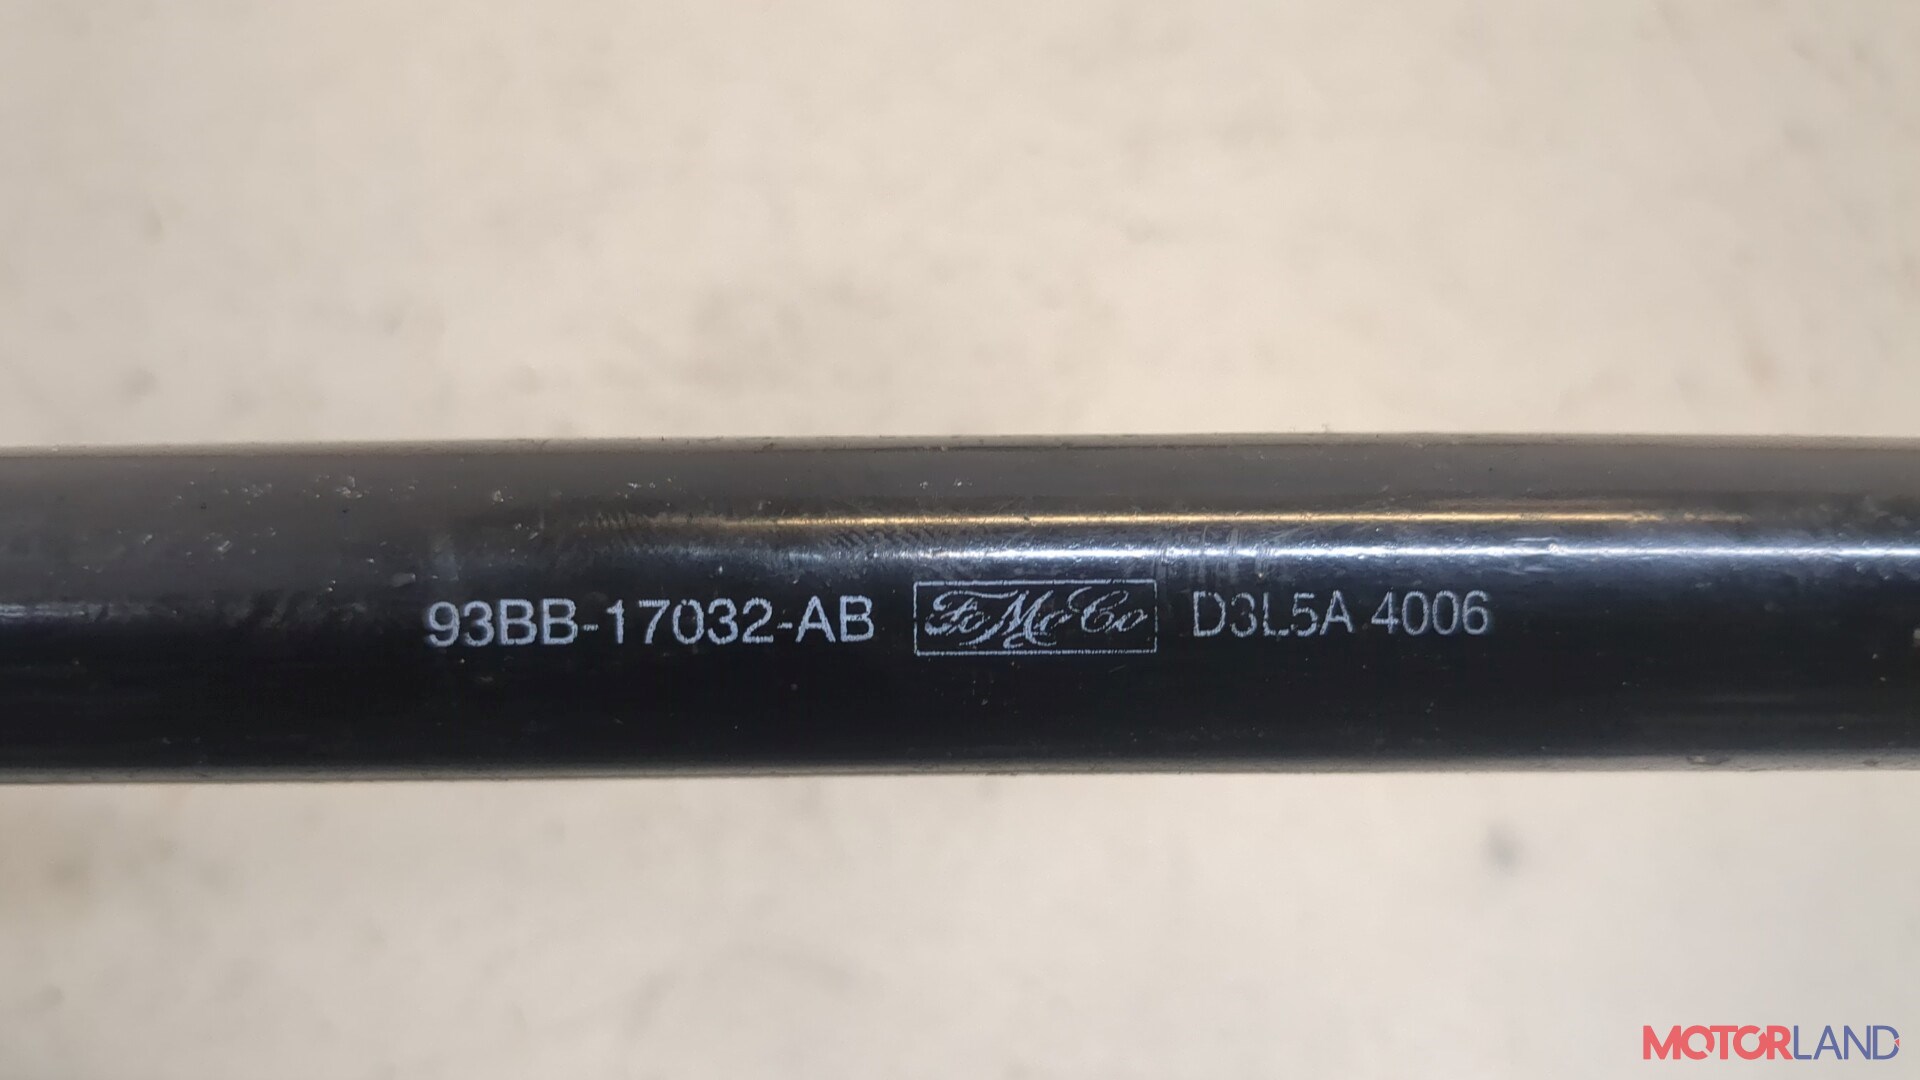 93BB-17032-AB FoMoCo D3L5A 4006
MOTORLAND